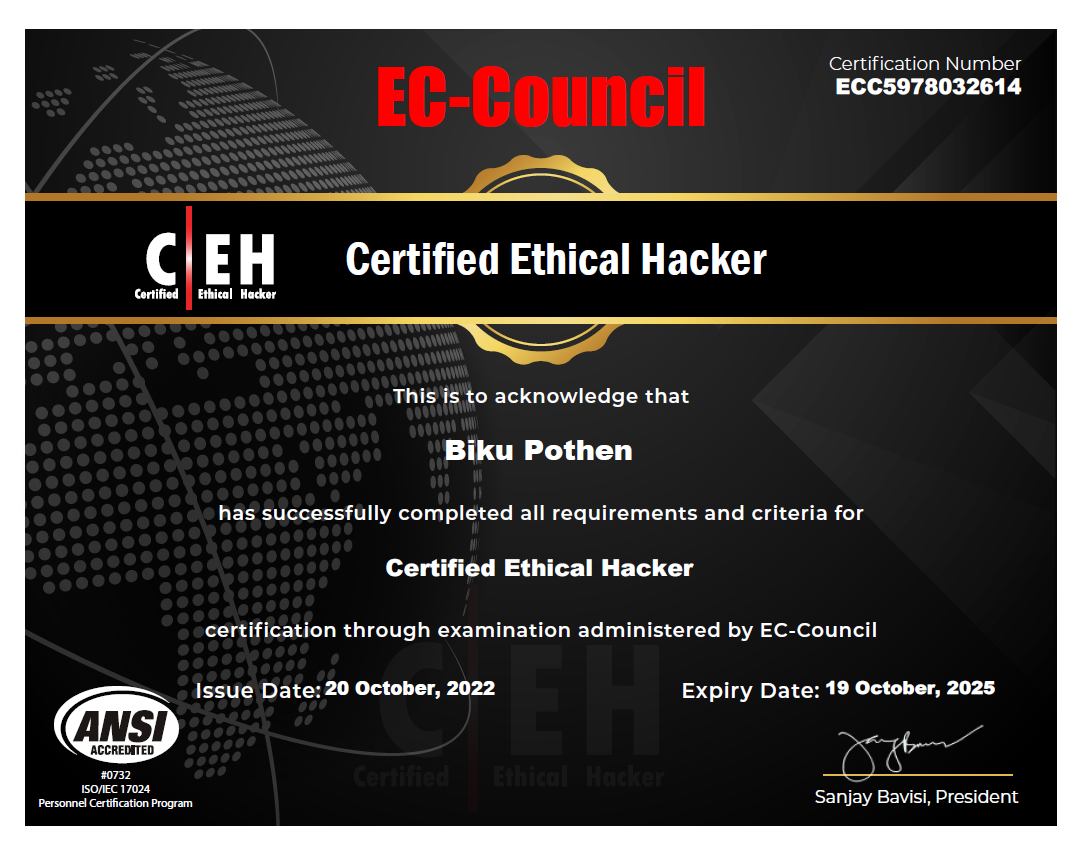 EC-Council
Certification Number
ECC5978032614
C EH
Certified Ethical Hacker
Certified Ethical Hacker
This is to acknowledge that
Biku Pothen
has successfully completed all requirements and criteria for
Certified Ethical Hacker
certification through examination administered by EC-Council
Issue Date: 20 October, 2022
Expiry Date: 19 October, 2025
C EH
Certified Ethical Hacker
ANSI
ACCREDITED
#0732
ISO/IEC 17024
Personnel Certification Program
Sanjay Bavisi, President